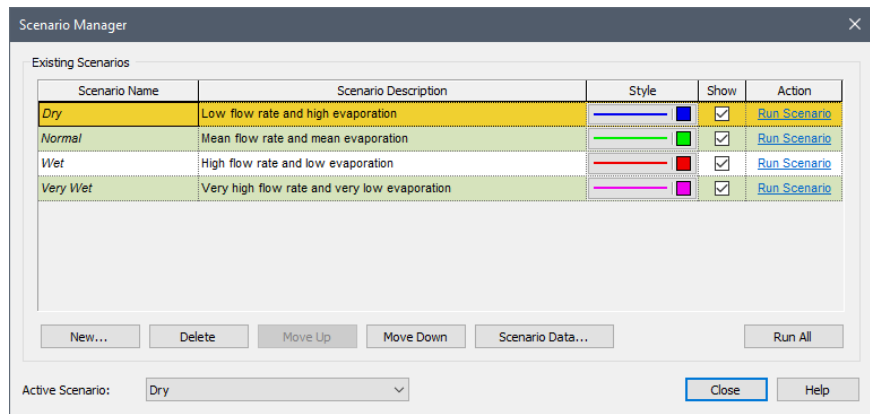 Scenario Manager
Existing Scenarios
Scenario Name Scenario Description Style Show Action
Dry Low flow rate and high evaporation Run Scenario
Normal Mean flow rate and mean evaporation Run Scenario
Wet High flow rate and low evaporation Run Scenario
Very Wet Very high flow rate and very low evaporation Run Scenario
New... Delete Move Up Move Down Scenario Data... Run All
Active Scenario: Dry Close Help